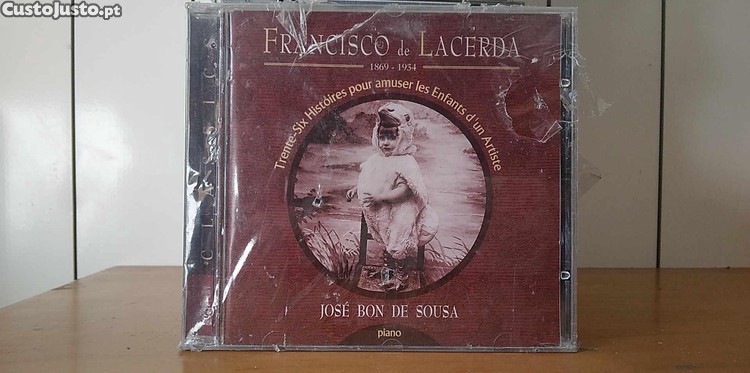 CustoJusto.pt
FRANCISCO de LACERDA
1869 - 1934
Trente-Six Histoires pour amuser les Enfants d'un Artiste
JOSÉ BON DE SOUSA
piano
CLASSIC